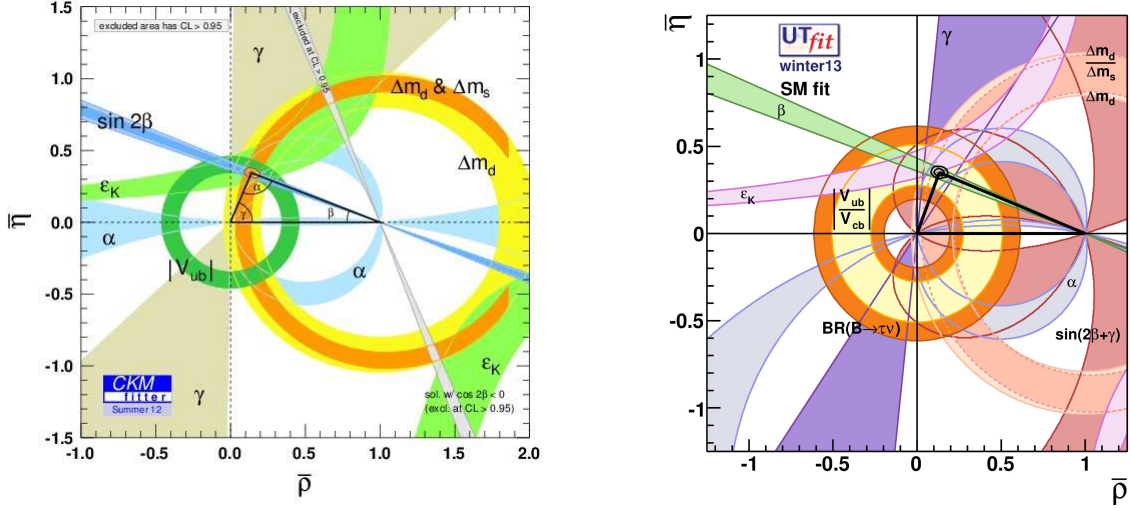 excluded area has CL > 0.95
excluded at CL > 0.95
γ
Δm_d & Δm_s
sin 2β
Δm_d
ε_K
α
γ
β
α
α
|V_ub|
ε_K
γ
CKM
fitter
Summer 12
sol. w/ cos 2β < 0
(excl. at CL > 0.95)
1.5
1.0
0.5
0.0
-0.5
-1.0
-1.5
η̅
-1.0
-0.5
0.0
0.5
1.0
1.5
2.0
ρ̅
η̅
1
0.5
0
-0.5
-1
UTfit
winter13
SM fit
γ
Δm_d
Δm_s
Δm_d
β
ε_K
|V_ub
V_cb|
α
BR(B→τν)
sin(2β+γ)
-1
-0.5
0
0.5
1
ρ̅